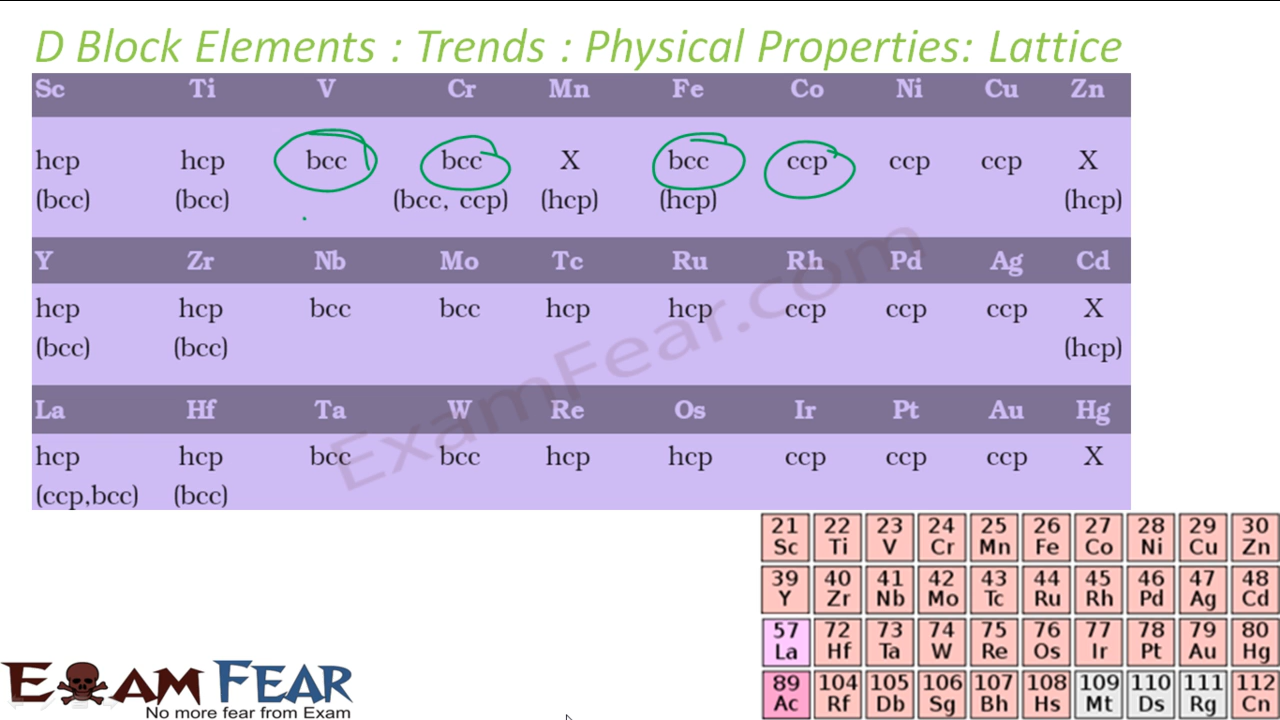 D Block Elements : Trends : Physical Properties: Lattice
Sc Ti V Cr Mn Fe Co Ni Cu Zn
hcp hcp bcc bcc X bcc ccp ccp ccp X
(bcc) (bcc) (bcc, ccp) (hcp) (hcp) (hcp)
Y Zr Nb Mo Tc Ru Rh Pd Ag Cd
hcp hcp bcc bcc hcp hcp ccp ccp ccp X
(bcc) (bcc) (hcp)
La Hf Ta W Re Os Ir Pt Au Hg
hcp hcp bcc bcc hcp hcp ccp ccp ccp X
(ccp,bcc) (bcc)
ExamFear.com
21 22 23 24 25 26 27 28 29 30
Sc Ti V Cr Mn Fe Co Ni Cu Zn
39 40 41 42 43 44 45 46 47 48
Y Zr Nb Mo Tc Ru Rh Pd Ag Cd
57 72 73 74 75 76 77 78 79 80
La Hf Ta W Re Os Ir Pt Au Hg
89 104 105 106 107 108 109 110 111 112
Ac Rf Db Sg Bh Hs Mt Ds Rg Cn
EXAM FEAR
No more fear from Exam